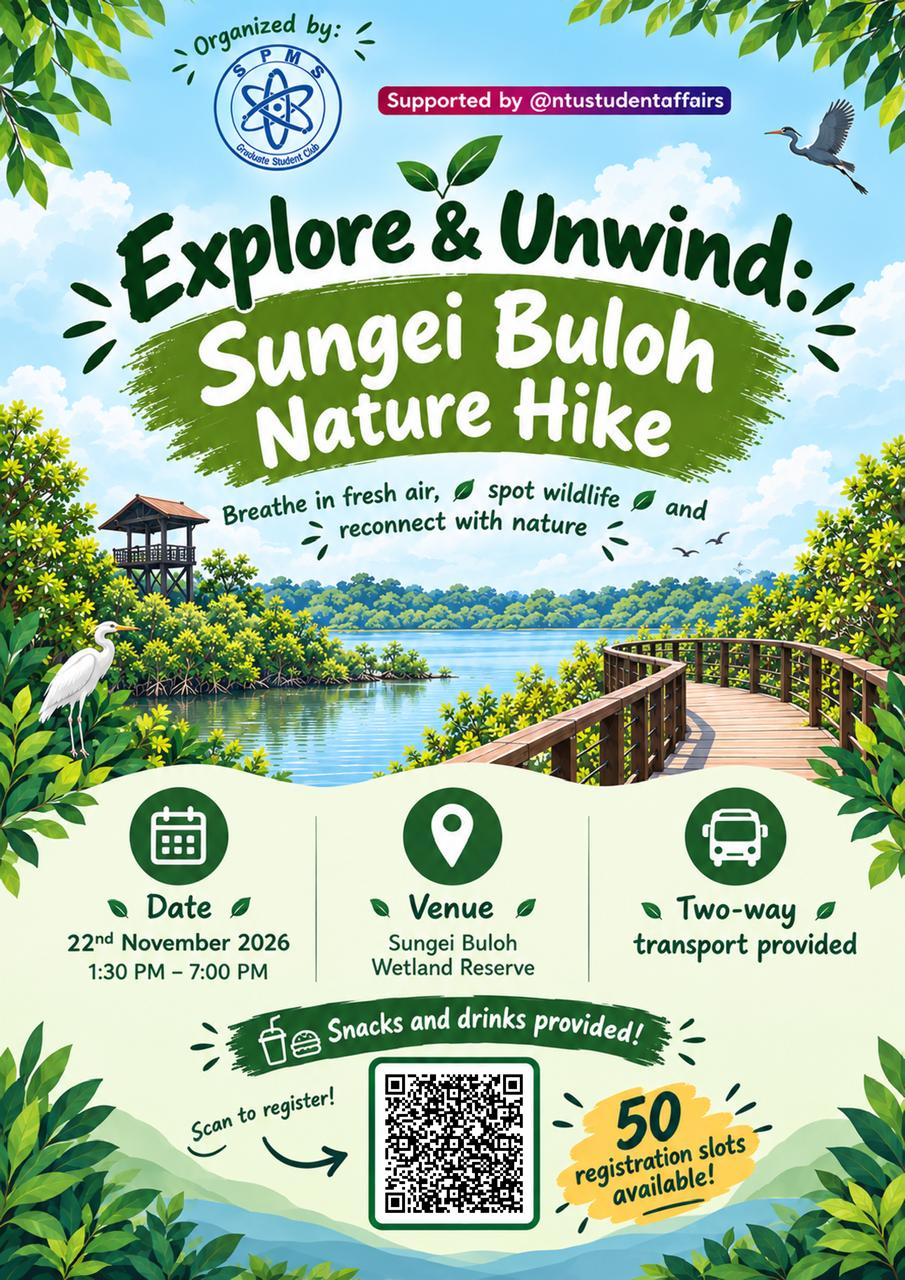 Organized by:
SPMS
Graduate Student Club
Supported by @ntustudentaffairs
Explore & Unwind:
Sungei Buloh
Nature Hike
Breathe in fresh air, spot wildlife and
reconnect with nature
Date
22nd November 2026
1:30 PM – 7:00 PM
Venue
Sungei Buloh
Wetland Reserve
Two-way
transport provided
Snacks and drinks provided!
Scan to register!
50
registration slots
available!